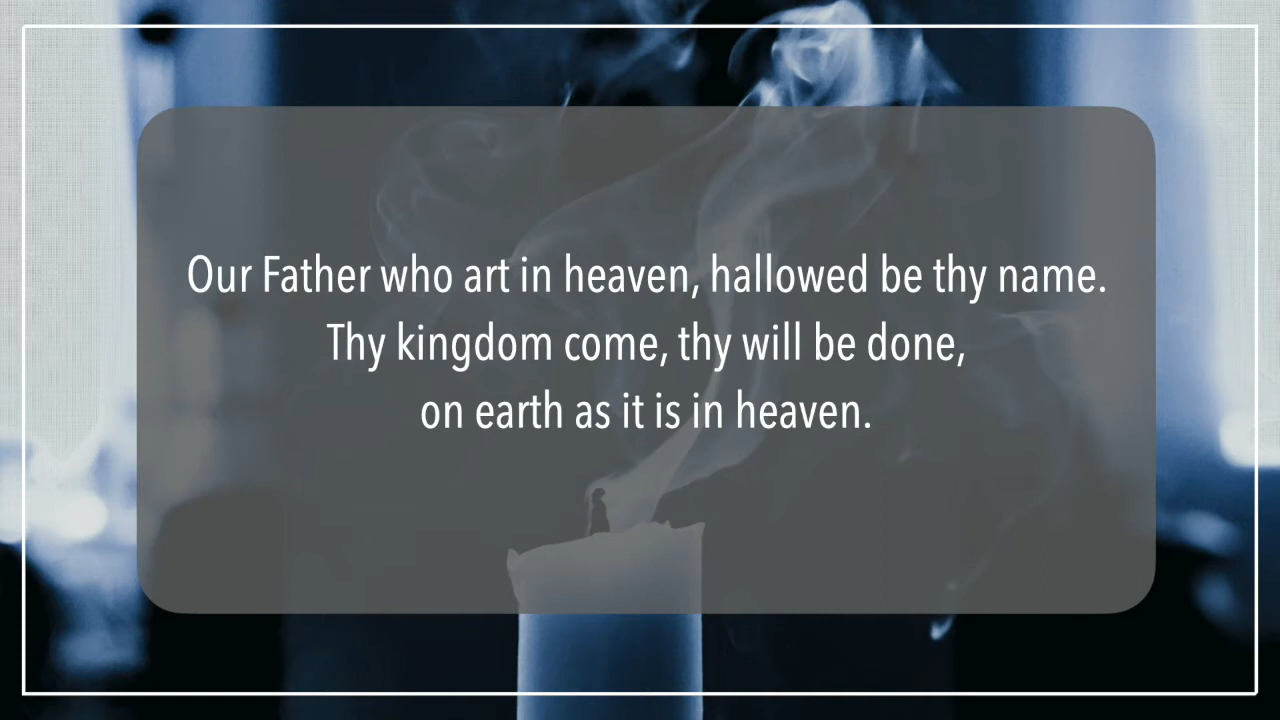 Our Father who art in heaven, hallowed be thy name.
Thy kingdom come, thy will be done,
on earth as it is in heaven.